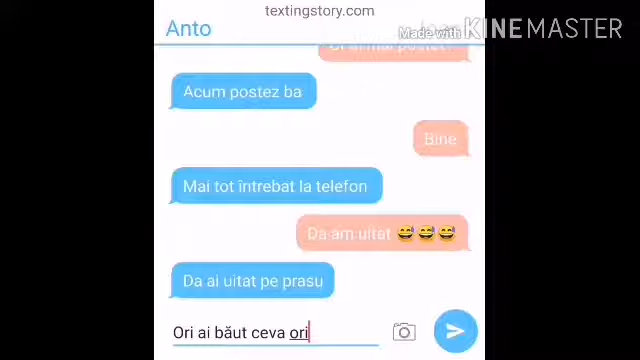 textingstory.com
Anto
Made with KINEMASTER
Acum postez ba
Bine
Mai tot întrebat la telefon
Da am uitat 😅😅😅
Da ai uitat pe prasu
Ori ai băut ceva ori